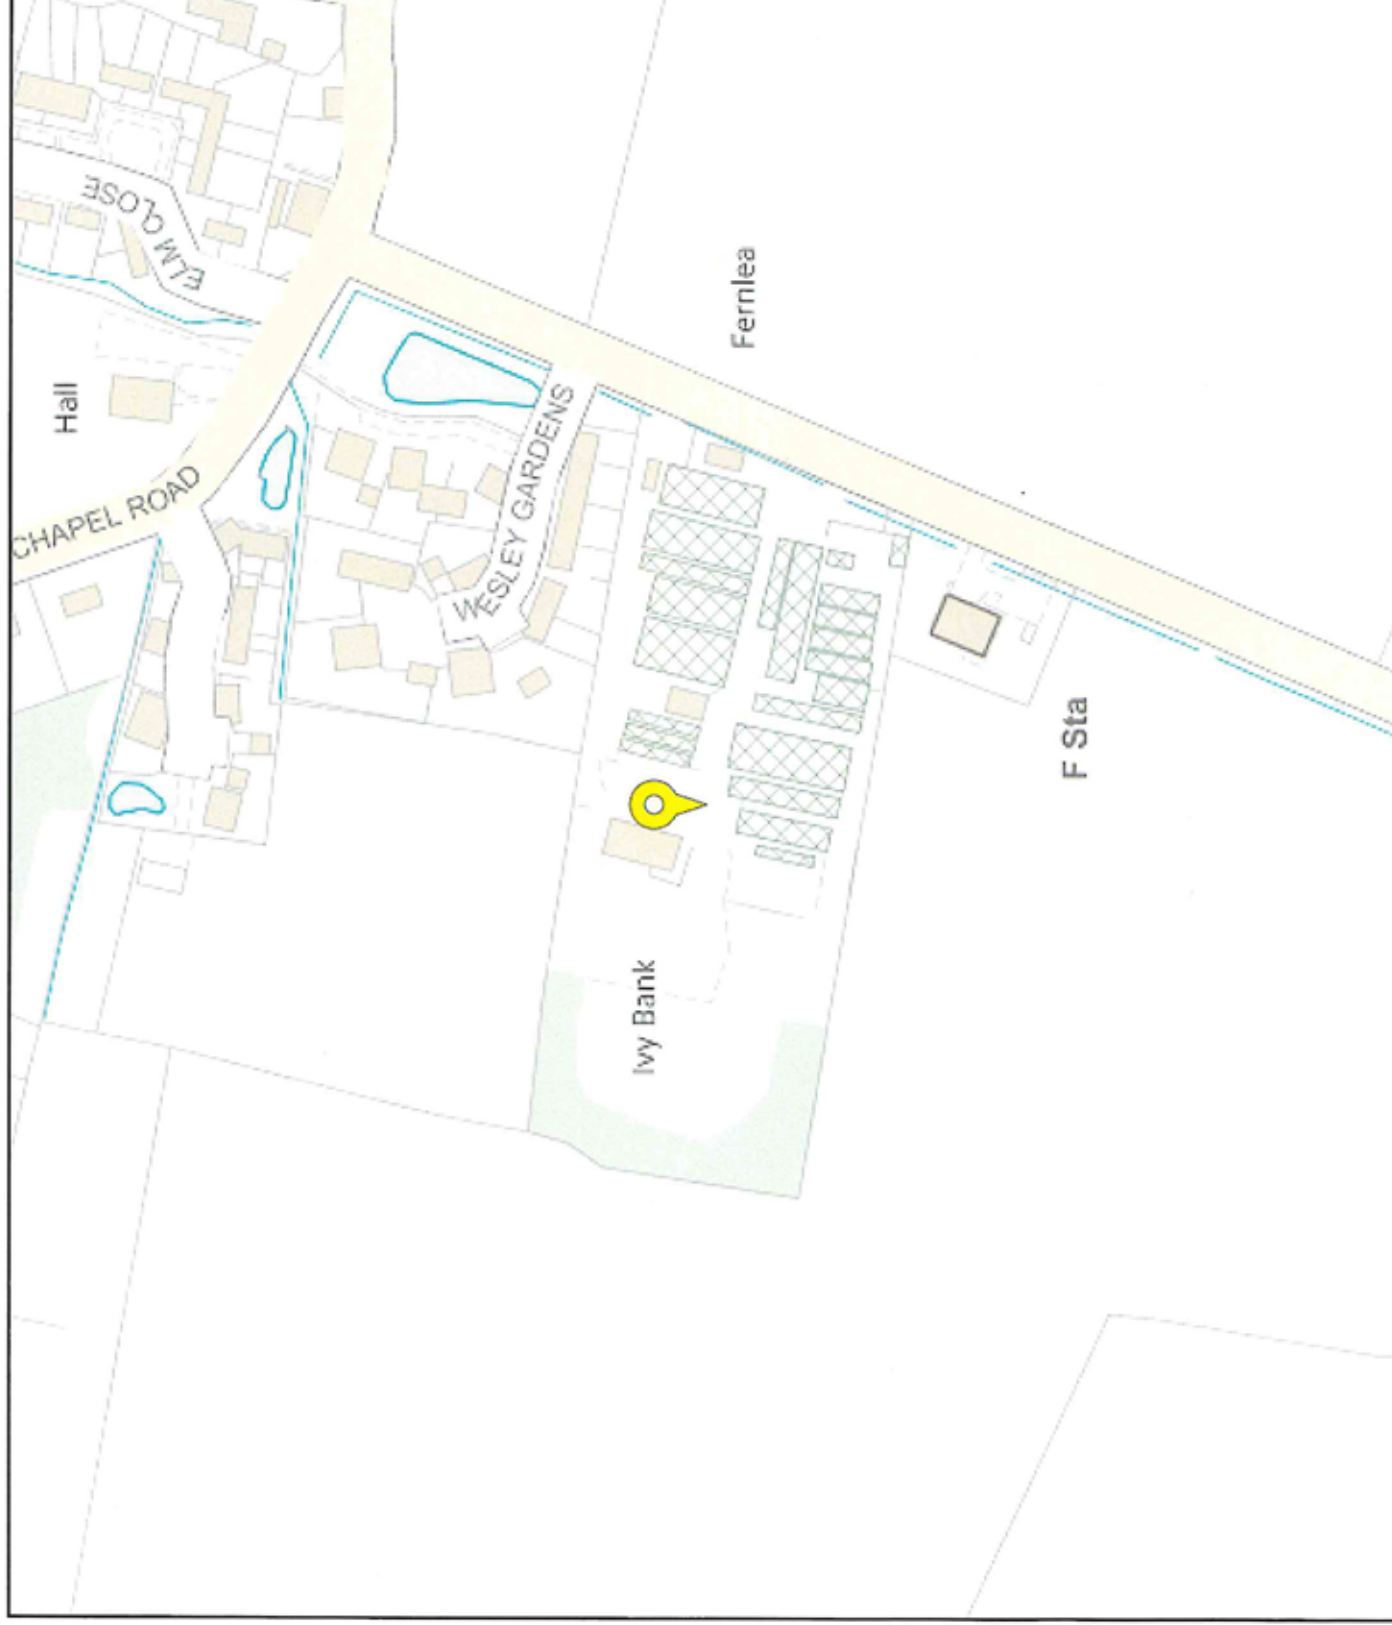 ELM CLOSE
Hall
CHAPEL ROAD
WESLEY GARDENS
Fernlea
F Sta
Ivy Bank